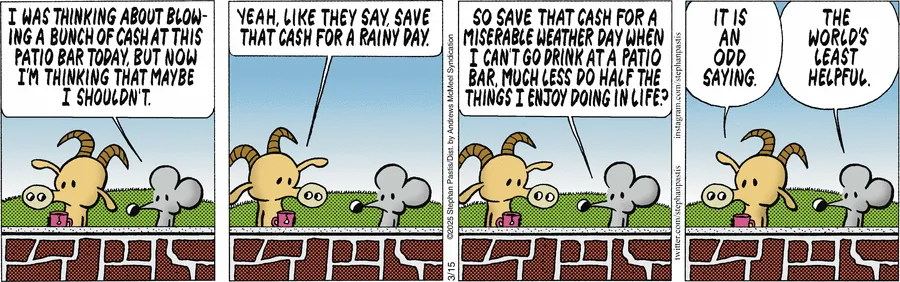 I WAS THINKING ABOUT BLOW-
ING A BUNCH OF CASH AT THIS
PATIO BAR TODAY, BUT NOW
I'M THINKING THAT MAYBE
I SHOULDN'T.
YEAH, LIKE THEY SAY, SAVE
THAT CASH FOR A RAINY DAY.
©2025 Stephan Pastis/Dist. by Andrews McMeel Syndication
3/15
SO SAVE THAT CASH FOR A
MISERABLE WEATHER DAY WHEN
I CAN'T GO DRINK AT A PATIO
BAR, MUCH LESS DO HALF THE
THINGS I ENJOY DOING IN LIFE?
twitter.com/stephanpastis instagram.com/stephanpastis
IT IS
AN
ODD
SAYING.
THE
WORLD'S
LEAST
HELPFUL.